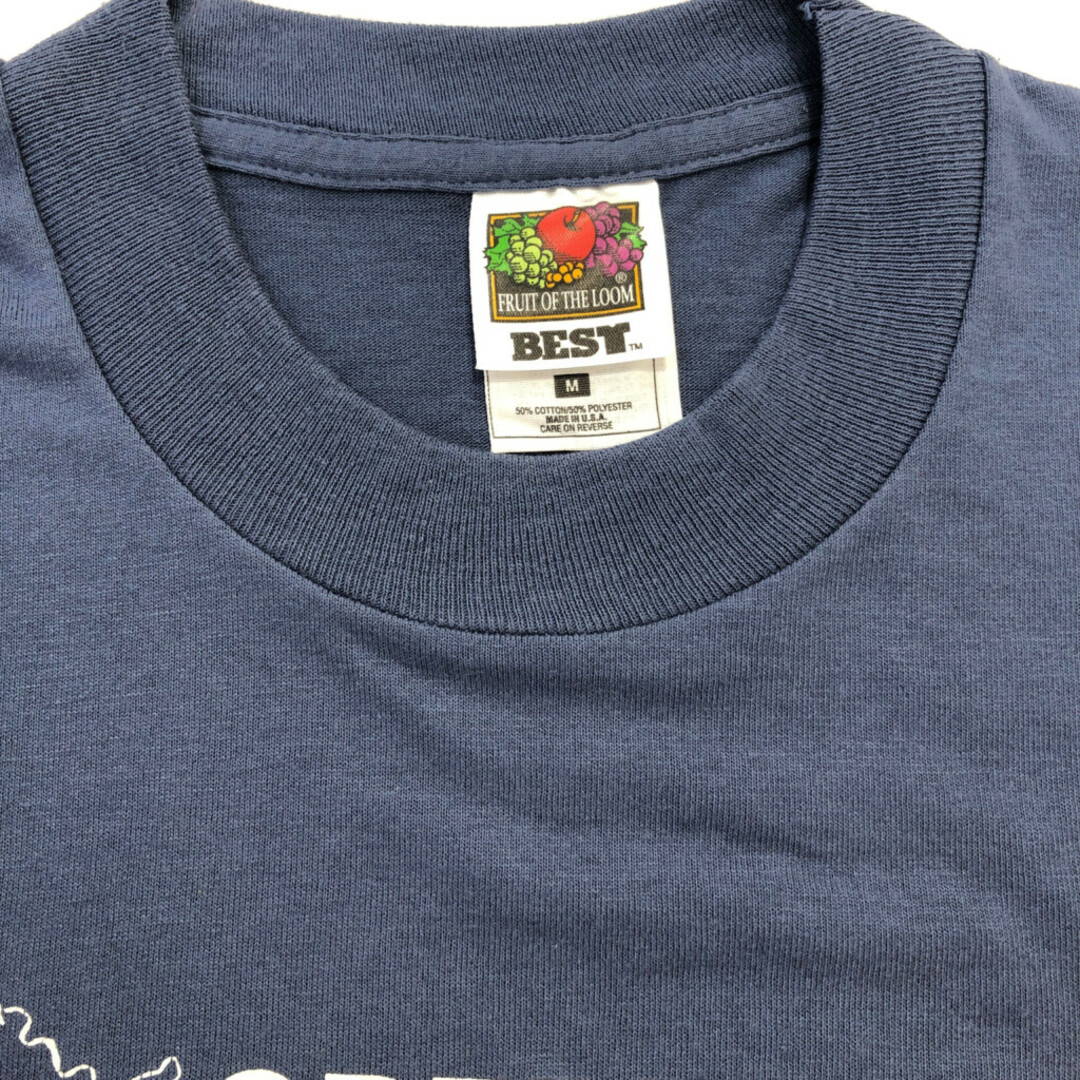 ®
FRUIT OF THE LOOM
BEST™
M
50% COTTON/50% POLYESTER
MADE IN U.S.A.
CARE ON REVERSE